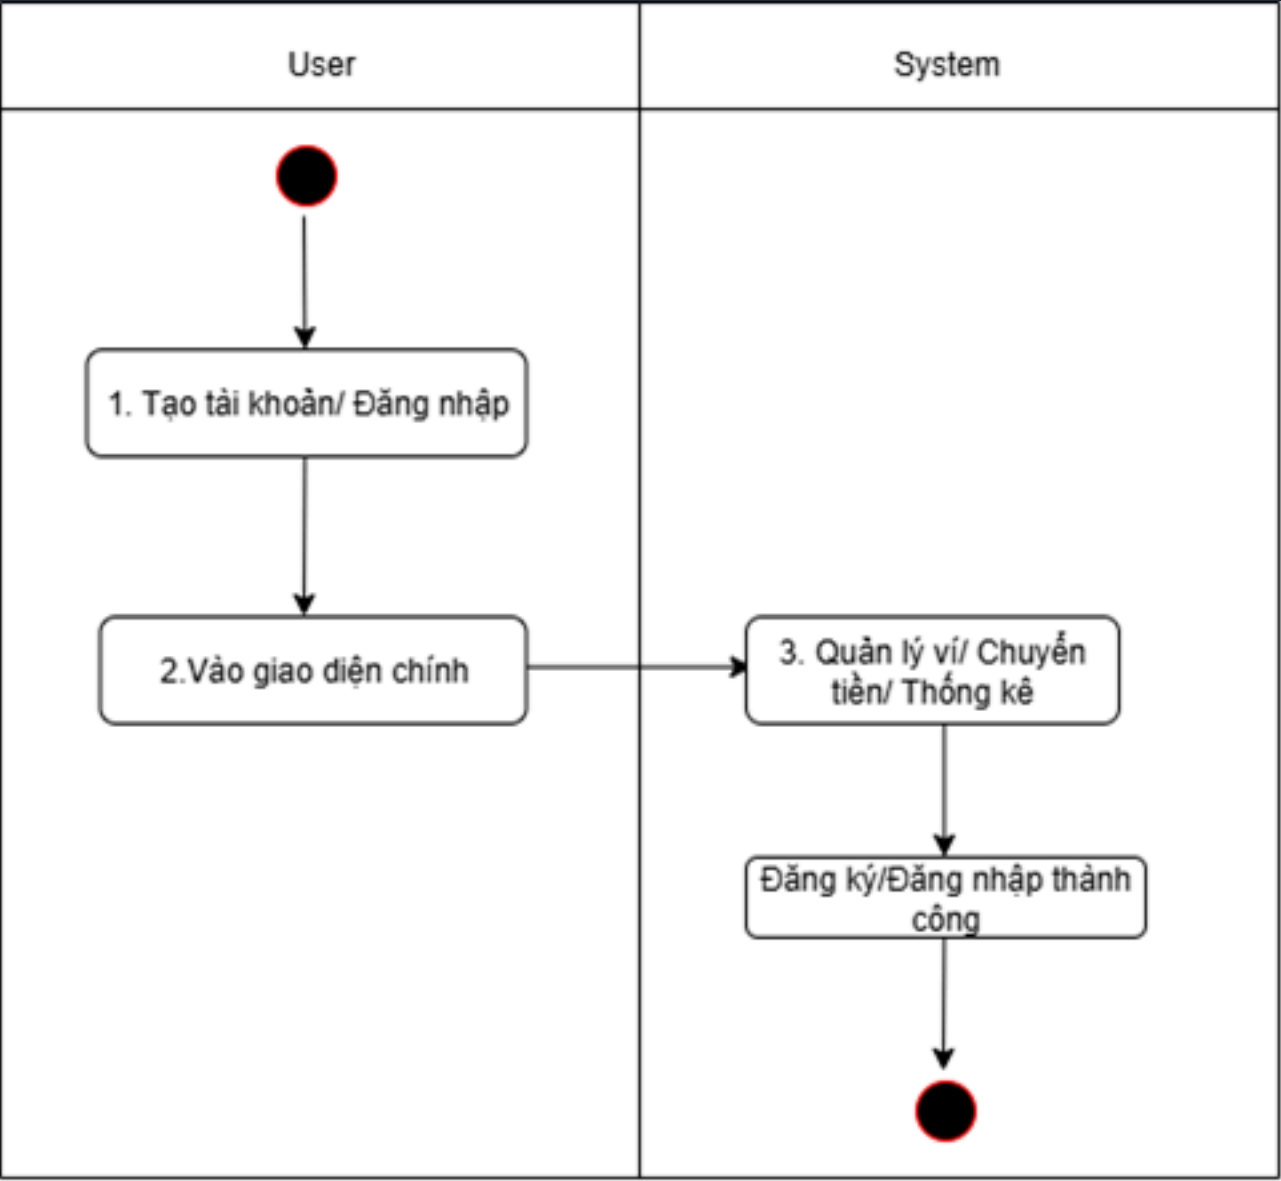 User
System
1. Tạo tài khoản/ Đăng nhập
2.Vào giao diện chính
3. Quản lý ví/ Chuyển
tiền/ Thống kê
Đăng ký/Đăng nhập thành
công